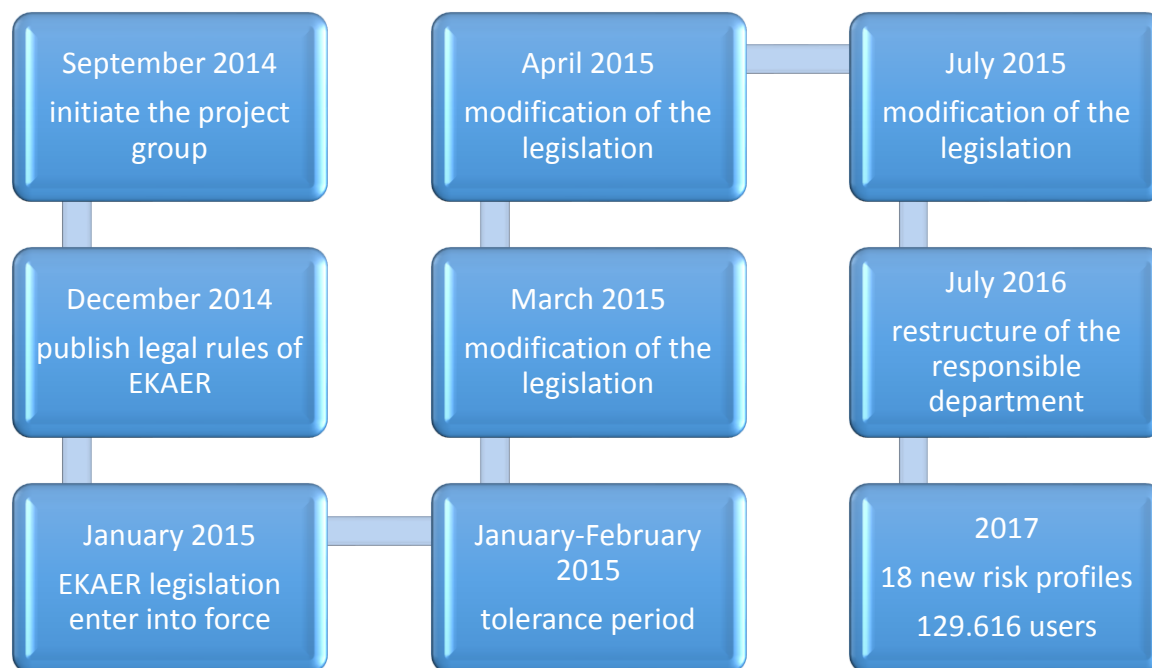 September 2014
initiate the project
group
December 2014
publish legal rules of
EKAER
January 2015
EKAER legislation
enter into force
January-February
2015
tolerance period
March 2015
modification of the
legislation
April 2015
modification of the
legislation
July 2015
modification of the
legislation
July 2016
restructure of the
responsible
department
2017
18 new risk profiles
129.616 users